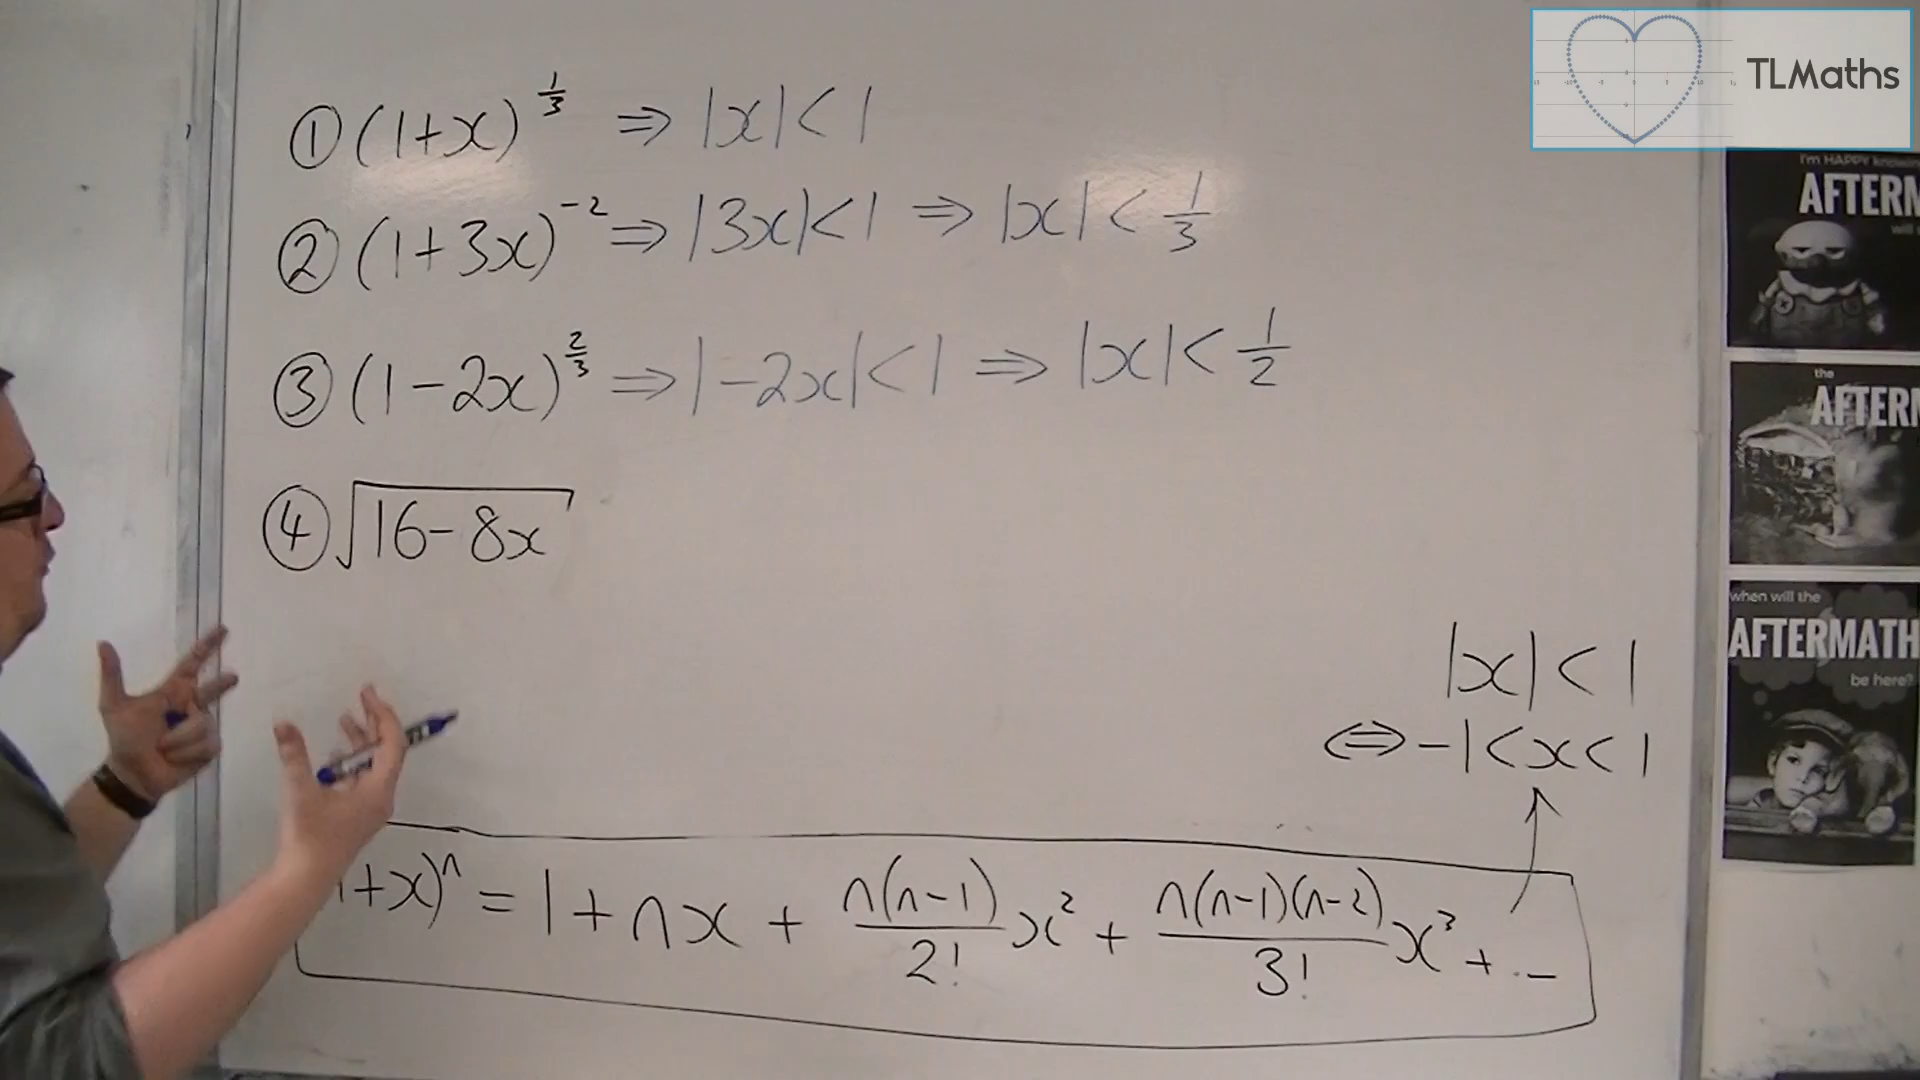 TLMaths
① (1+x)^{1/3} ⇒ |x| < 1
② (1+3x)^{-2} ⇒ |3x| < 1 ⇒ |x| < 1/3
③ (1-2x)^{2/3} ⇒ |-2x| < 1 ⇒ |x| < 1/2
④ √(16-8x)
|x| < 1
⇔ -1 < x < 1
+x)^n = 1 + nx + n(n-1)/2! x² + n(n-1)(n-2)/3! x³ + ...
I'm HAPPY
AFTERM
will
the
AFTER
when will the
AFTERMATH
be here?